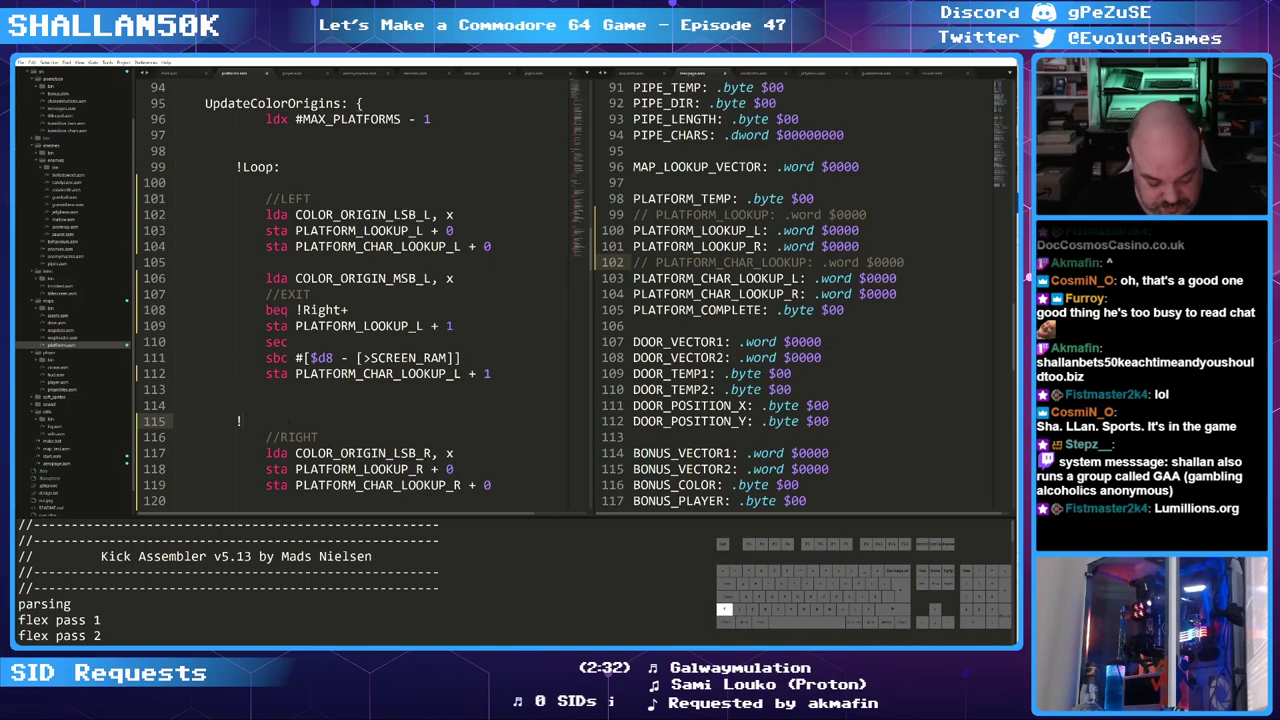 SHALLAN50K
Let's Make a Commodore 64 Game - Episode 47
Discord gPeZuSE
Twitter @EvoluteGames
94
95 UpdateColorOrigins: {
96 ldx #MAX_PLATFORMS - 1
97
98
99 !Loop:
100
101 //LEFT
102 lda COLOR_ORIGIN_LSB_L, x
103 sta PLATFORM_LOOKUP_L + 0
104 sta PLATFORM_CHAR_LOOKUP_L + 0
105
106 lda COLOR_ORIGIN_MSB_L, x
107 //EXIT
108 beq !Right+
109 sta PLATFORM_LOOKUP_L + 1
110 sec
111 sbc #[$d8 - [>SCREEN_RAM]]
112 sta PLATFORM_CHAR_LOOKUP_L + 1
113
114
115 !
116 //RIGHT
117 lda COLOR_ORIGIN_LSB_R, x
118 sta PLATFORM_LOOKUP_R + 0
119 sta PLATFORM_CHAR_LOOKUP_R + 0
120
91 PIPE_TEMP: .byte $00
92 PIPE_DIR: .byte $00
93 PIPE_LENGTH: .byte $00
94 PIPE_CHARS: .dword $00000000
95
96 MAP_LOOKUP_VECTOR: .word $0000
97
98 PLATFORM_TEMP: .byte $00
99 // PLATFORM_LOOKUP: .word $0000
100 PLATFORM_LOOKUP_L: .word $0000
101 PLATFORM_LOOKUP_L: .word $0000
102 // PLATFORM_CHAR_LOOKUP: .word $0000
103 PLATFORM_CHAR_LOOKUP_L: .word $0000
104 PLATFORM_CHAR_LOOKUP_R: .word $0000
105 PLATFORM_COMPLETE: .byte $00
106
107 DOOR_VECTOR1: .word $0000
108 DOOR_VECTOR2: .word $0000
109 DOOR_TEMP1: .byte $00
110 DOOR_TEMP2: .byte $00
111 DOOR_POSITION_X: .byte $00
112 DOOR_POSITION_Y: .byte $00
113
114 BONUS_VECTOR1: .word $0000
115 BONUS_VECTOR2: .word $0000
116 BONUS_COLOR: .byte $00
117 BONUS_PLAYER: .byte $00
//------------------------------------------------------
//------------------------------------------------------
// Kick Assembler v5.13 by Mads Nielsen
//------------------------------------------------------
//------------------------------------------------------
parsing
flex pass 1
flex pass 2
Fistmaster2k4:
DocCosmosCasino.co.uk
Akmafin: ^
CosmiN_O: oh, that's a good one
Furroy:
good thing he's too busy to read chat
Akmafin:
shallanbets50keachtimeandyoushouldtoo.biz
Fistmaster2k4: lol
CosmiN_O:
Sha. LLan. Sports. It's in the game
Stepz__:
system messsage: shallan also
runs a group called GAA (gambling
alcoholics anonymous)
Fistmaster2k4: Lumillions.org
SID Requests
(2:32) ♫ Galwaymulation
♫ Sami Louko (Proton)
♫ 0 SIDs i ♪ Requested by akmafin